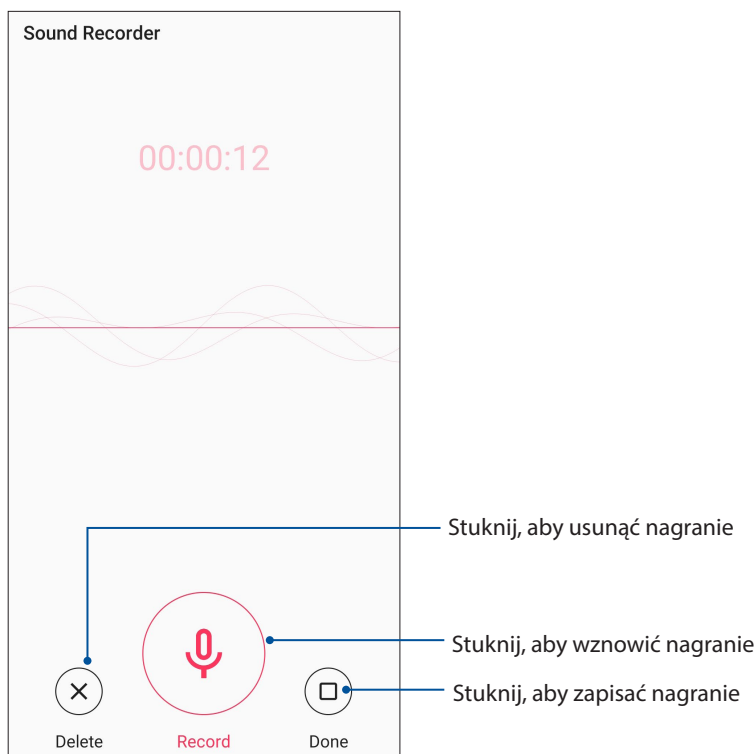 Sound Recorder
00:00:12
Stuknij, aby usunąć nagranie
Stuknij, aby wznowić nagranie
Stuknij, aby zapisać nagranie
Delete
Record
Done